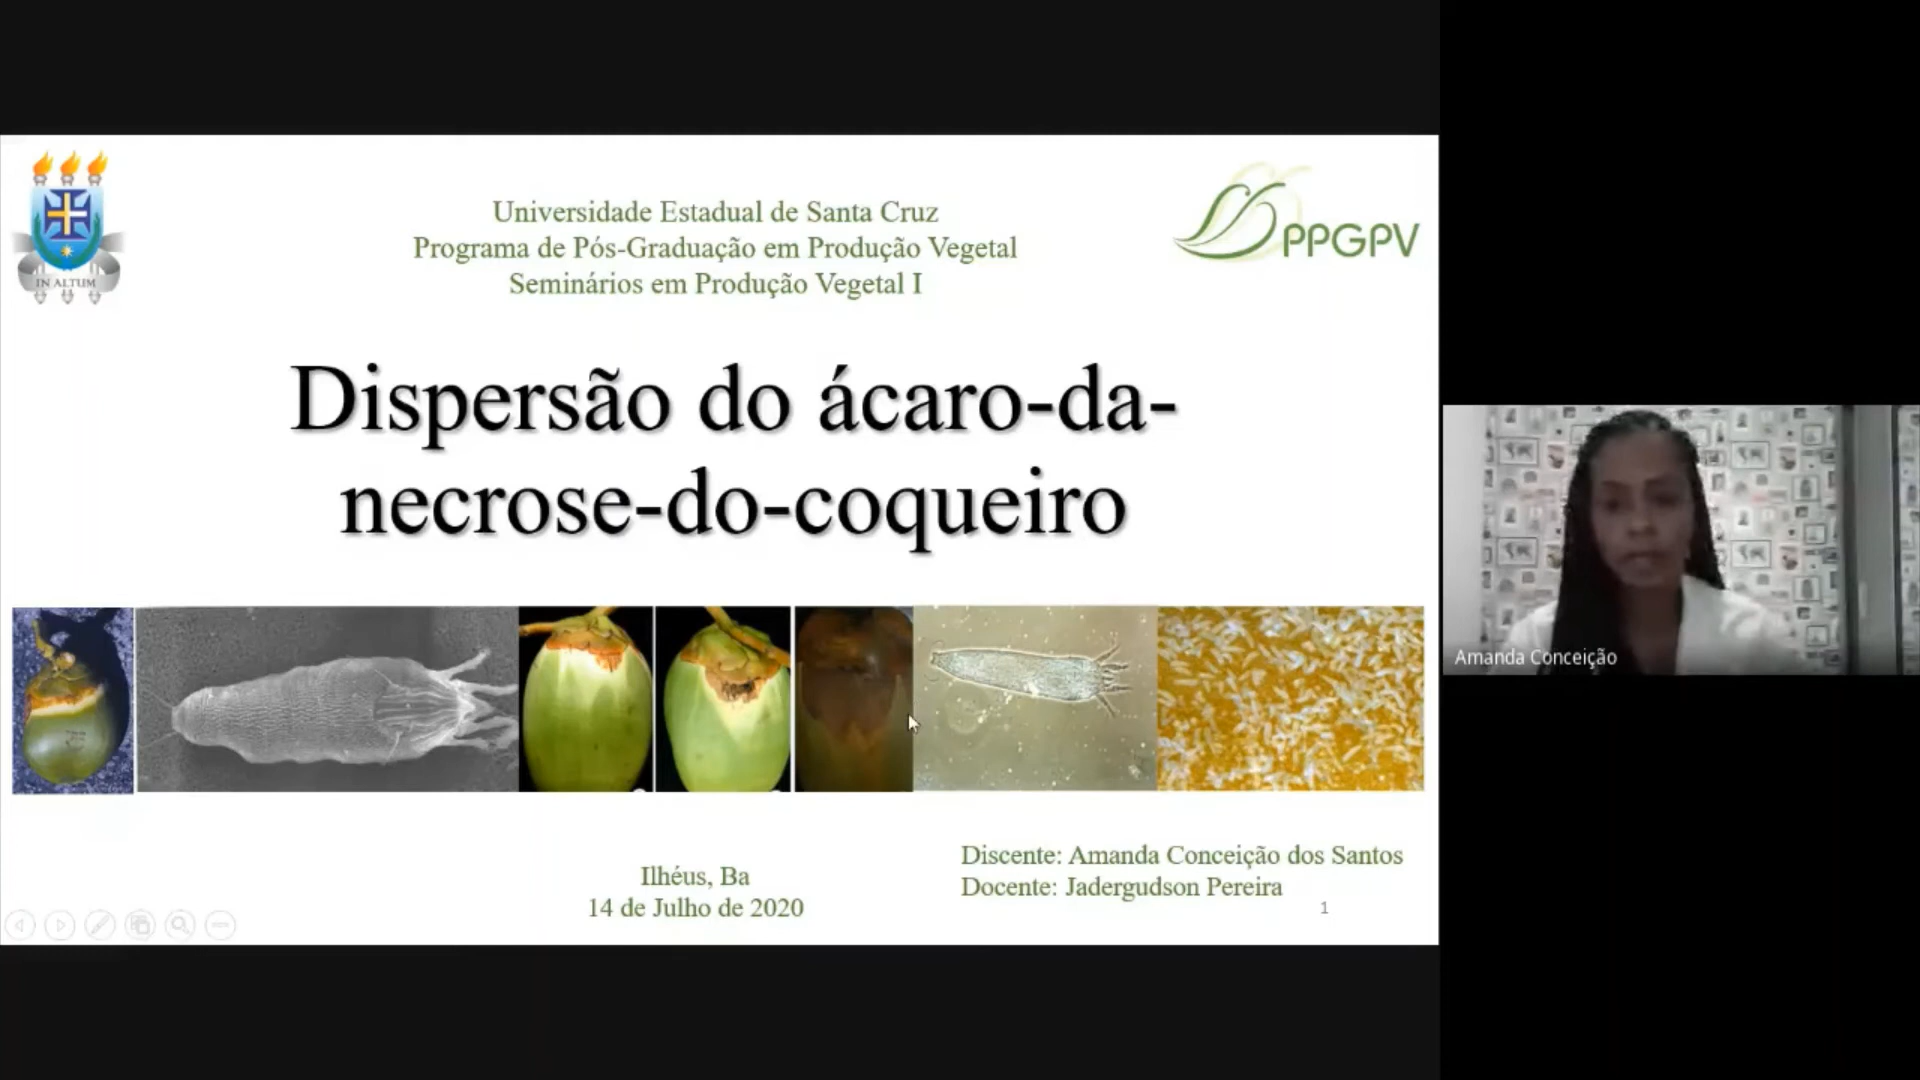 IN ALTUM
Universidade Estadual de Santa Cruz
Programa de Pós-Graduação em Produção Vegetal
Seminários em Produção Vegetal I
PPGPV
Dispersão do ácaro-da-
necrose-do-coqueiro
Ilhéus, Ba
14 de Julho de 2020
Discente: Amanda Conceição dos Santos
Docente: Jadergudson Pereira
1
Amanda Conceição